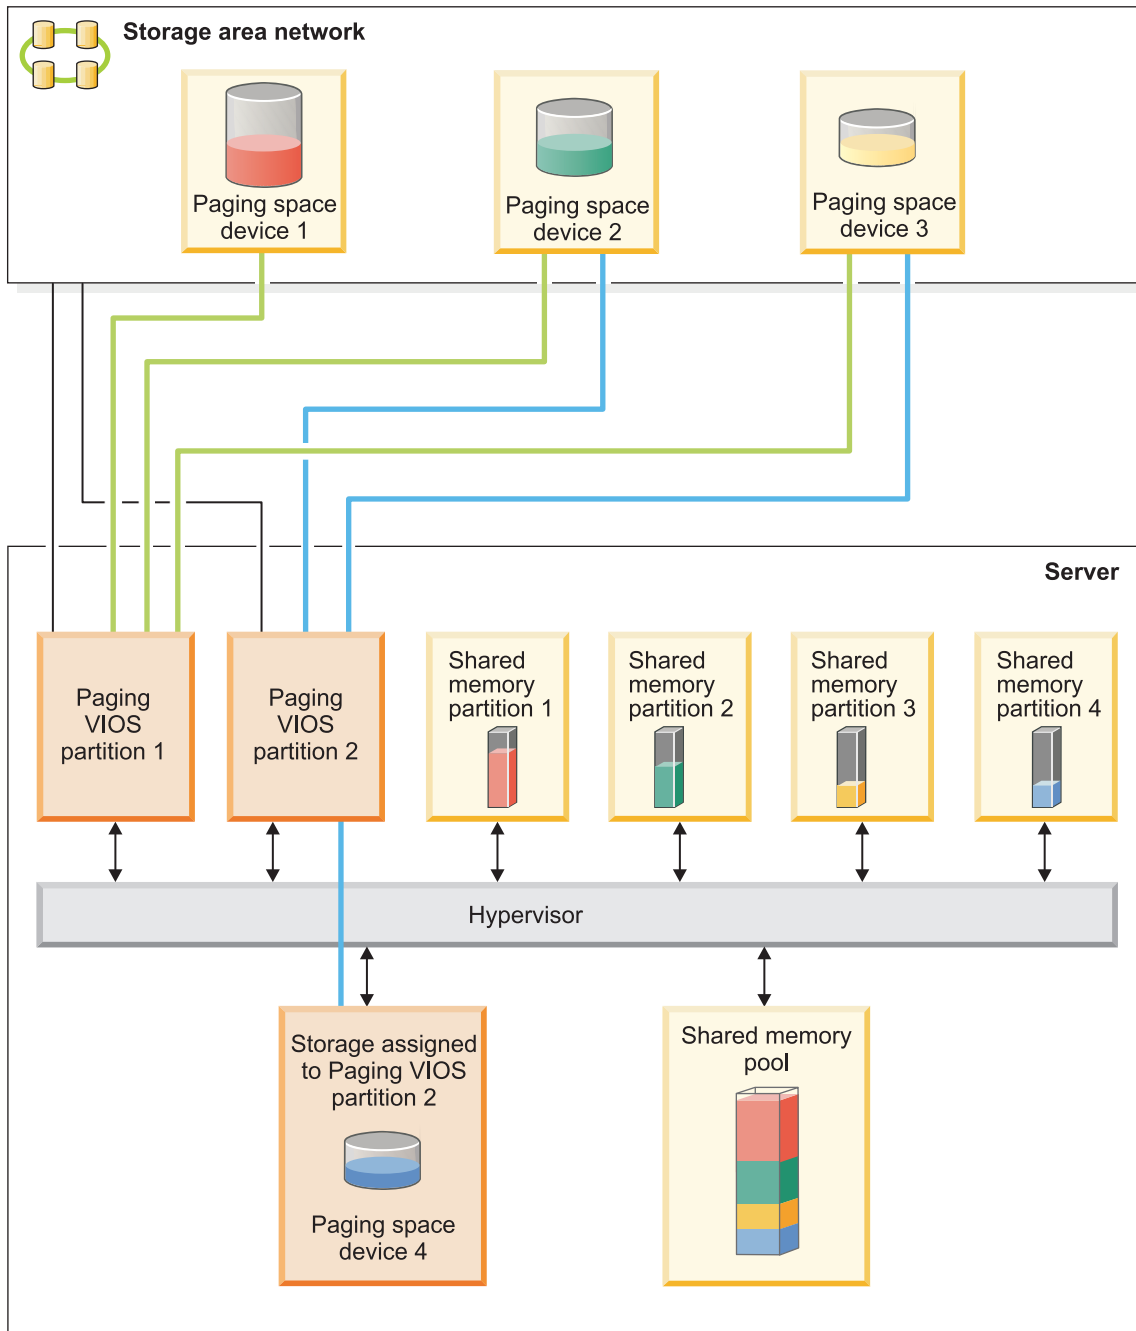 Storage area network
Paging space
device 1
Paging space
device 2
Paging space
device 3
Server
Paging
VIOS
partition 1
Paging
VIOS
partition 2
Shared
memory
partition 1
Shared
memory
partition 2
Shared
memory
partition 3
Shared
memory
partition 4
Hypervisor
Storage assigned
to Paging VIOS
partition 2
Paging space
device 4
Shared memory
pool